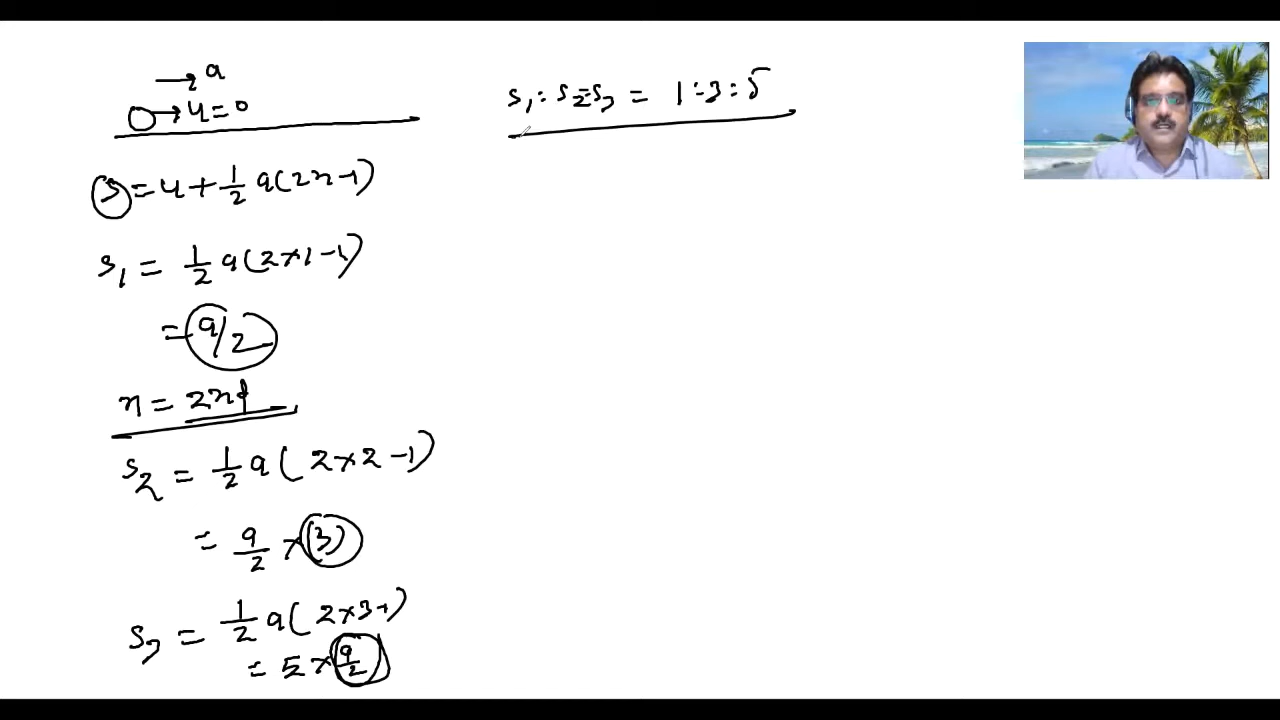 → a
→ u=0
s = u + 1/2 a(2n-1)
s₁ = 1/2 a(2×1-1)
= a/2
n = 2nd
s₂ = 1/2 a(2×2-1)
= a/2 × (3)
s₃ = 1/2 a(2×3-1)
= 5 × a/2
s₁ : s₂ : s₃ = 1 : 3 : 5